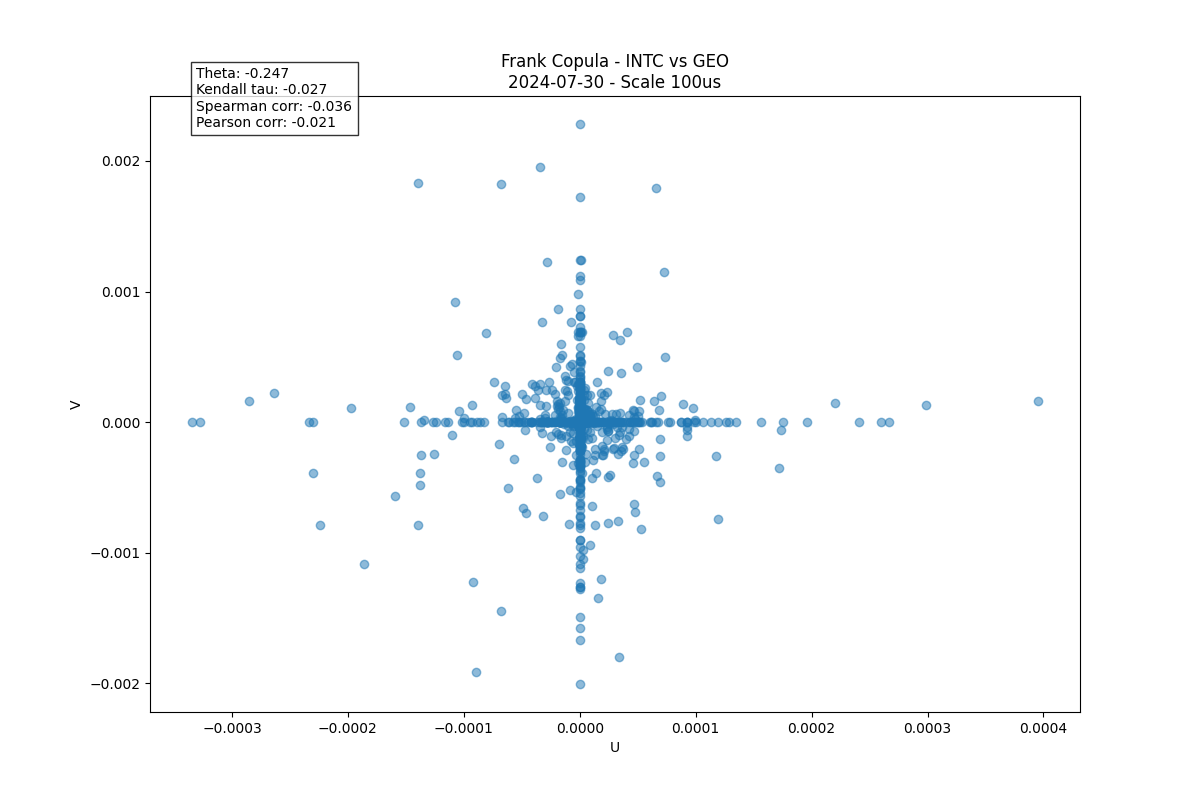 Frank Copula - INTC vs GEO
2024-07-30 - Scale 100us
Theta: -0.247
Kendall tau: -0.027
Spearman corr: -0.036
Pearson corr: -0.021
V
0.002
0.001
0.000
−0.001
−0.002
−0.0003 −0.0002 −0.0001 0.0000 0.0001 0.0002 0.0003 0.0004
U